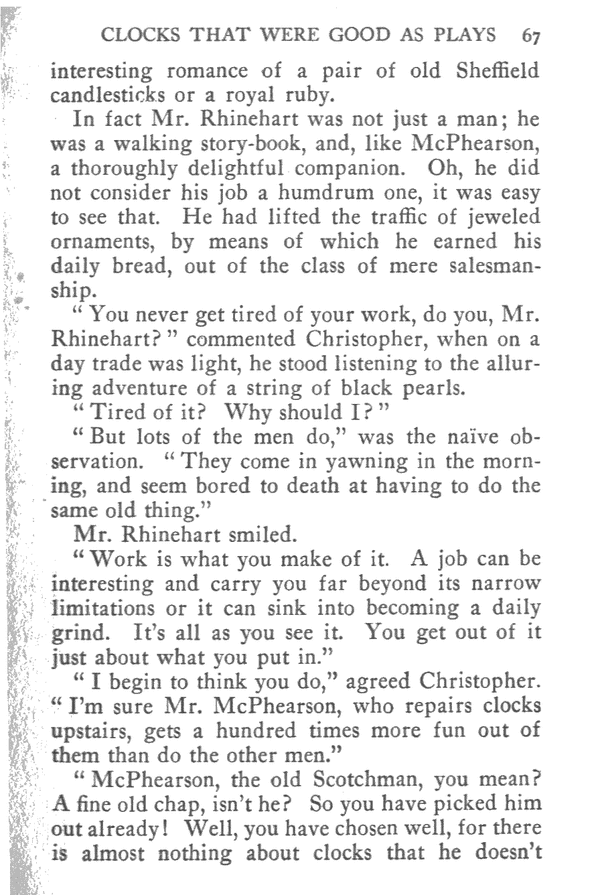 CLOCKS THAT WERE GOOD AS PLAYS 67
interesting romance of a pair of old Sheffield
candlesticks or a royal ruby.
In fact Mr. Rhinehart was not just a man; he
was a walking story-book, and, like McPhearson,
a thoroughly delightful companion. Oh, he did
not consider his job a humdrum one, it was easy
to see that. He had lifted the traffic of jeweled
ornaments, by means of which he earned his
daily bread, out of the class of mere salesman-
ship.
“ You never get tired of your work, do you, Mr.
Rhinehart? ” commented Christopher, when on a
day trade was light, he stood listening to the allur-
ing adventure of a string of black pearls.
“ Tired of it? Why should I? ”
“ But lots of the men do,” was the naïve ob-
servation. “ They come in yawning in the morn-
ing, and seem bored to death at having to do the
same old thing.”
Mr. Rhinehart smiled.
“ Work is what you make of it. A job can be
interesting and carry you far beyond its narrow
limitations or it can sink into becoming a daily
grind. It’s all as you see it. You get out of it
just about what you put in.”
“ I begin to think you do,” agreed Christopher.
“ I’m sure Mr. McPhearson, who repairs clocks
upstairs, gets a hundred times more fun out of
them than do the other men.”
“ McPhearson, the old Scotchman, you mean?
A fine old chap, isn’t he? So you have picked him
out already! Well, you have chosen well, for there
is almost nothing about clocks that he doesn’t